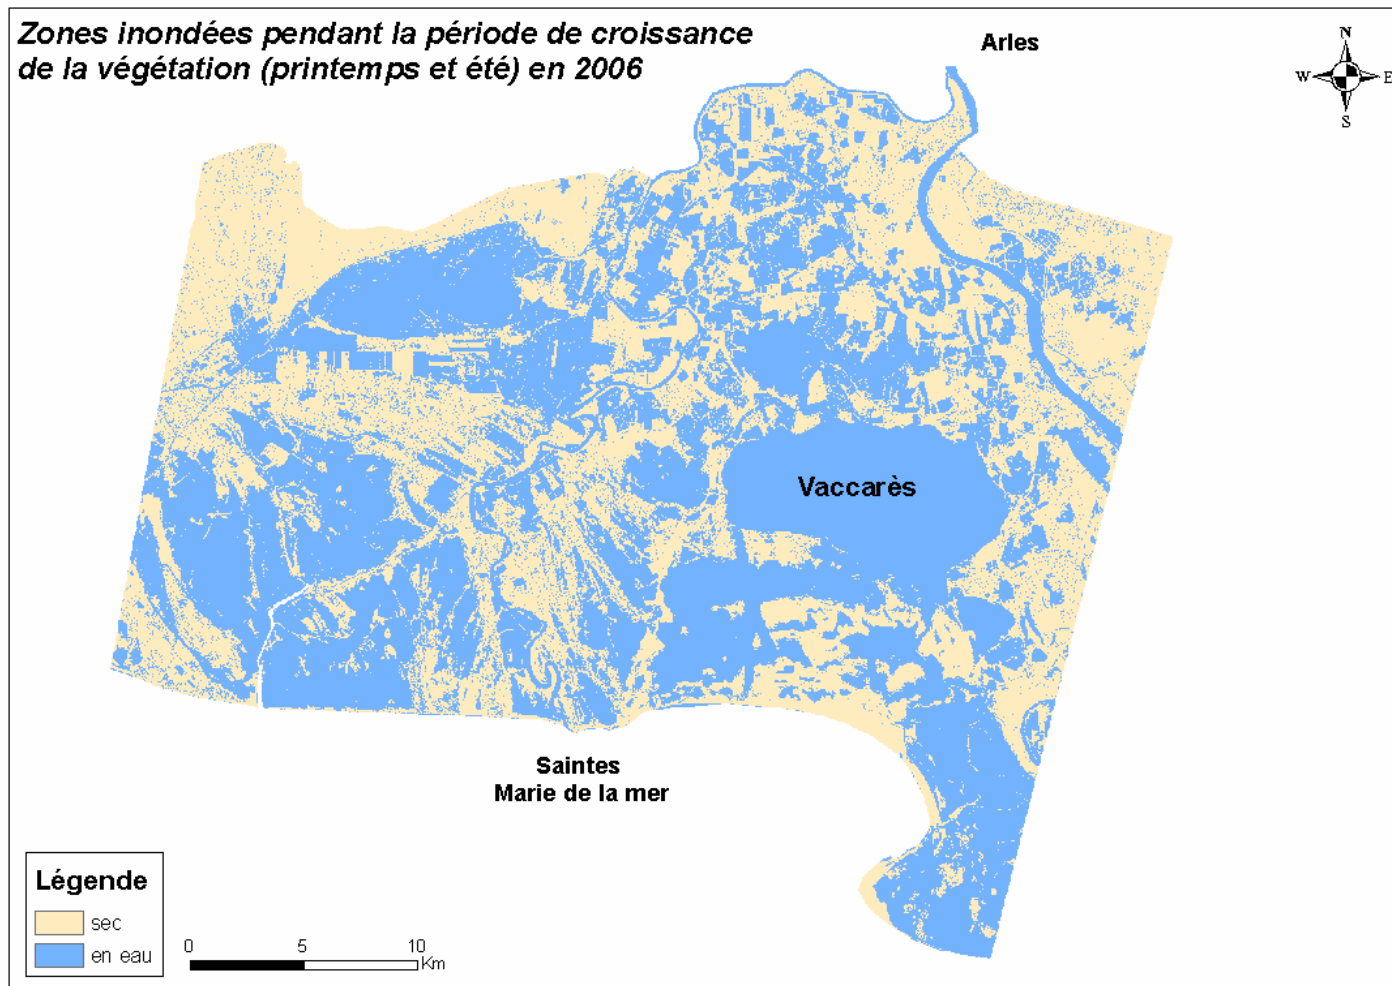 Zones inondées pendant la période de croissance
de la végétation (printemps et été) en 2006
Arles
N
W E
S
Vaccarès
Saintes
Marie de la mer
Légende
sec
en eau
0 5 10
Km